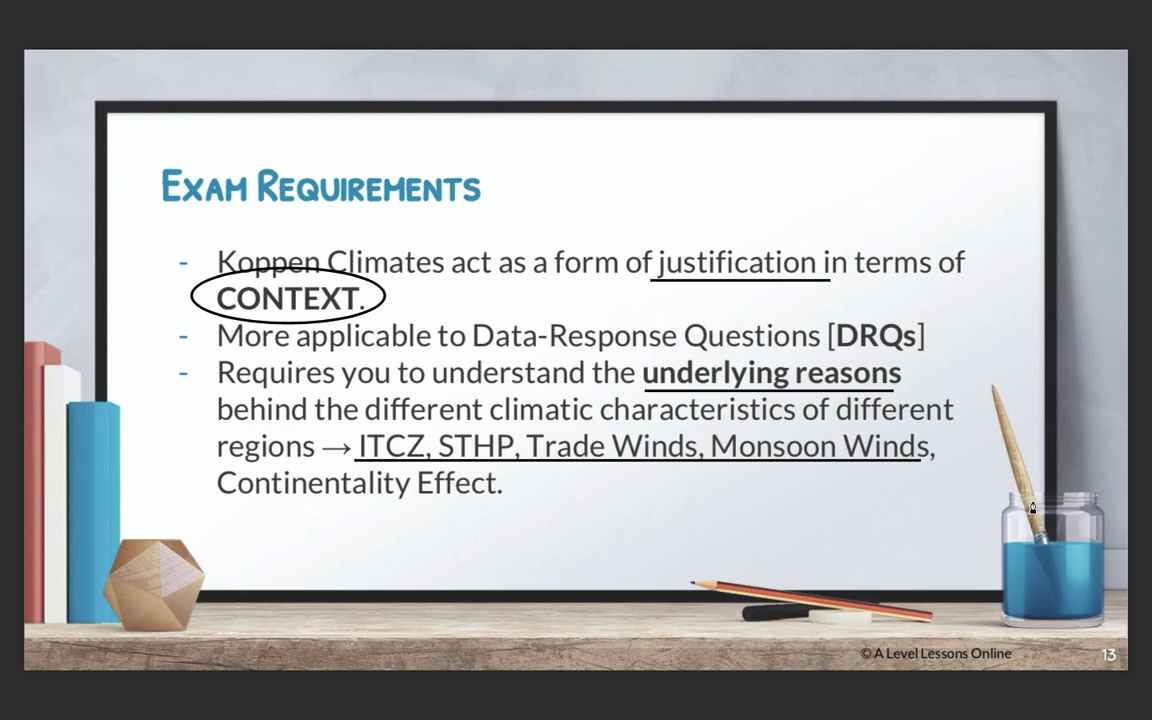 Exam Requirements
- Koppen Climates act as a form of justification in terms of
CONTEXT.
- More applicable to Data-Response Questions [DRQs]
- Requires you to understand the underlying reasons
behind the different climatic characteristics of different
regions → ITCZ, STHP, Trade Winds, Monsoon Winds,
Continentality Effect.
© A Level Lessons Online
13